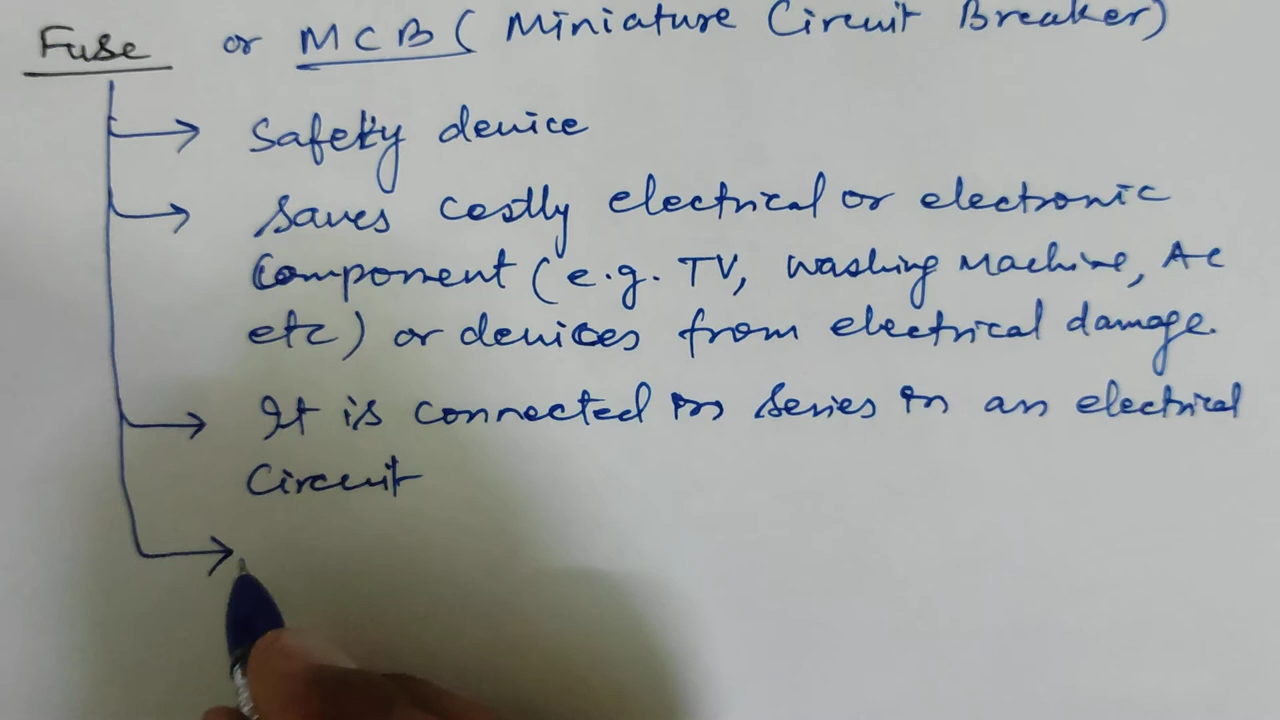 Fuse or MCB ( Miniature Circuit Breaker)
Safety device
Saves costly electrical or electronic
Component ( e.g. TV, Washing Machine, AC
etc ) or devices from electrical damage.
It is connected in series in an electrical
Circuit